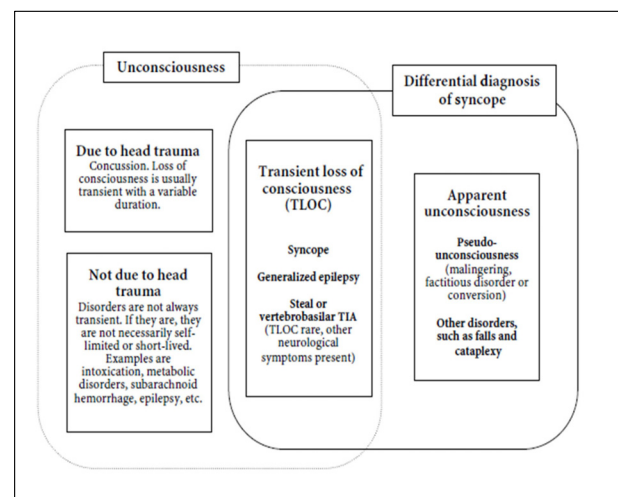 Unconsciousness
Differential diagnosis
of syncope
Due to head trauma
Concussion. Loss of
consciousness is usually
transient with a variable
duration.
Not due to head
trauma
Disorders are not always
transient. If they are, they
are not necessarily self-
limited or short-lived.
Examples are
intoxication, metabolic
disorders, subarachnoid
hemorrhage, epilepsy, etc.
Transient loss of
consciousness
(TLOC)
Syncope
Generalized epilepsy
Steal or
vertebrobasilar TIA
(TLOC rare, other
neurological
symptoms present)
Apparent
unconsciousness
Pseudo-
unconsciousness
(malingering,
factitious disorder or
conversion)
Other disorders,
such as falls and
cataplexy